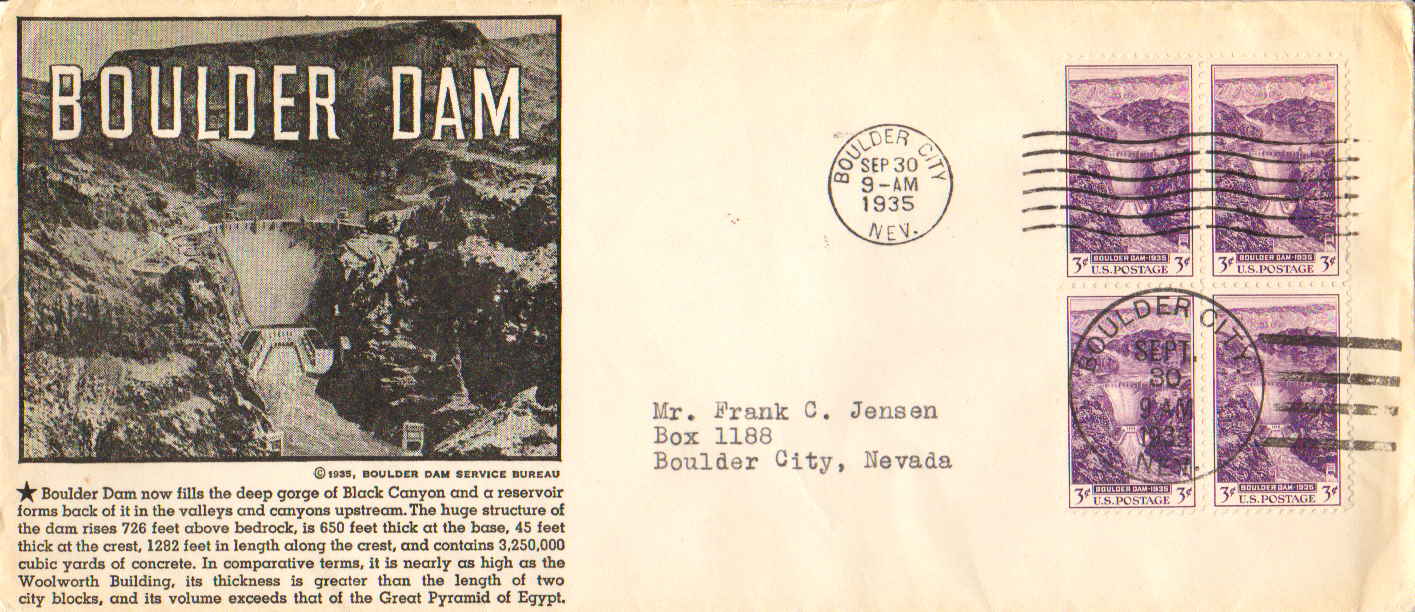 BOULDER DAM
©1935, BOULDER DAM SERVICE BUREAU
★ Boulder Dam now fills the deep gorge of Black Canyon and a reservoir
forms back of it in the valleys and canyons upstream. The huge structure of
the dam rises 726 feet above bedrock, is 650 feet thick at the base, 45 feet
thick at the crest, 1282 feet in length along the crest, and contains 3,250,000
cubic yards of concrete. In comparative terms, it is nearly as high as the
Woolworth Building, its thickness is greater than the length of two
city blocks, and its volume exceeds that of the Great Pyramid of Egypt.
BOULDER CITY
SEP 30
9-AM
1935
NEV.
Mr. Frank C. Jensen
Box 1188
Boulder City, Nevada
BOULDER DAM-1935
3¢ U.S. POSTAGE 3¢
BOULDER DAM-1935
3¢ U.S. POSTAGE 3¢
BOULDER CITY
SEPT.
30
9 AM
1935
NEV.
BOULDER DAM-1935
3¢ U.S. POSTAGE 3¢
BOULDER DAM-1935
3¢ U.S. POSTAGE 3¢